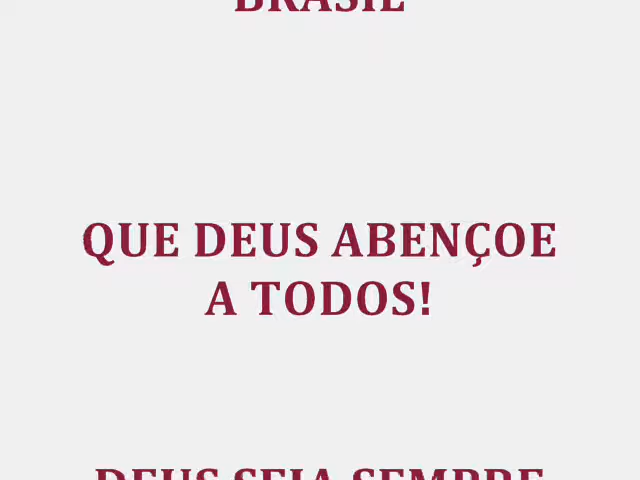 BRASIL
QUE DEUS ABENÇOE
A TODOS!
DEUS SEJA SEMPRE